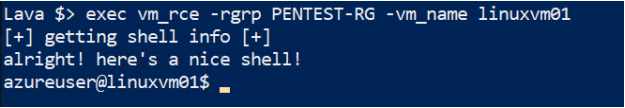 Lava $> exec vm_rce -rgrp PENTEST-RG -vm_name linuxvm01
[+] getting shell info [+]
alright! here's a nice shell!
azureuser@linuxvm01$